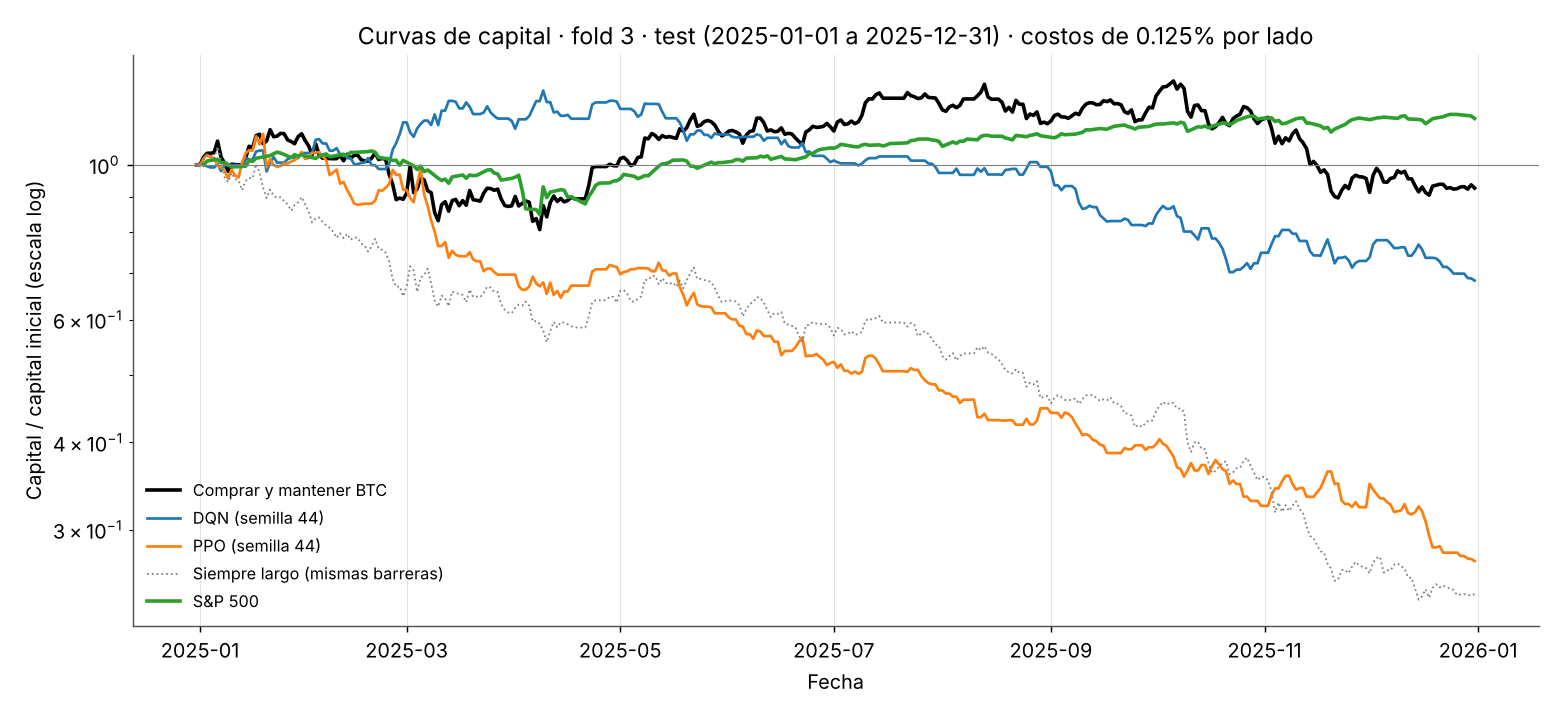 Curvas de capital · fold 3 · test (2025-01-01 a 2025-12-31) · costos de 0.125% por lado
Capital / capital inicial (escala log)
10⁰
6 × 10⁻¹
4 × 10⁻¹
3 × 10⁻¹
Comprar y mantener BTC
DQN (semilla 44)
PPO (semilla 44)
Siempre largo (mismas barreras)
S&P 500
2025-01 2025-03 2025-05 2025-07 2025-09 2025-11 2026-01
Fecha